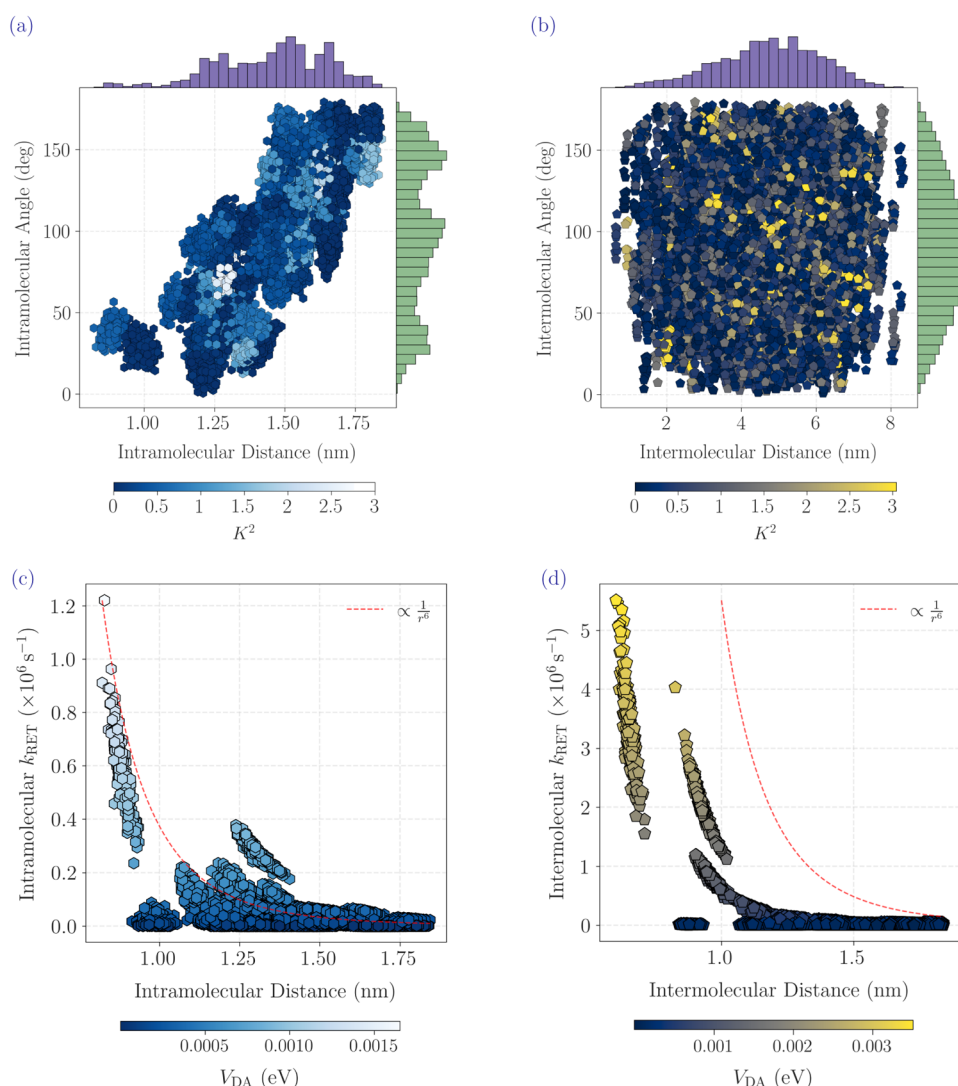 (a)
(b)
Intramolecular Angle (deg)
150
100
50
0
1.00 1.25 1.50 1.75
Intramolecular Distance (nm)
0 0.5 1 1.5 2 2.5 3
K²
Intermolecular Angle (deg)
150
100
50
0
2 4 6 8
Intermolecular Distance (nm)
0 0.5 1 1.5 2 2.5 3
K²
(c)
(d)
Intramolecular k_RET (×10⁶ s⁻¹)
1.2
1.0
0.8
0.6
0.4
0.2
0.0
∝ 1/r⁶
1.00 1.25 1.50 1.75
Intramolecular Distance (nm)
0.0005 0.0010 0.0015
V_DA (eV)
Intermolecular k_RET (×10⁶ s⁻¹)
5
4
3
2
1
0
∝ 1/r⁶
1.0 1.5
Intermolecular Distance (nm)
0.001 0.002 0.003
V_DA (eV)